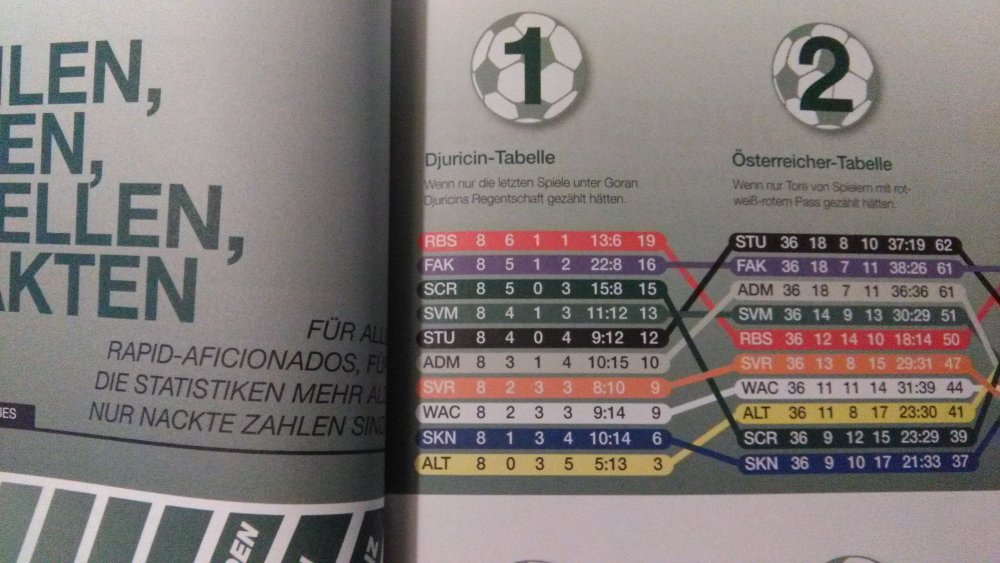 ILEN,
EN,
ELLEN,
AKTEN
FÜR ALLE
RAPID-AFICIONADOS, FÜ
DIE STATISTIKEN MEHR AL
NUR NACKTE ZAHLEN SIND
BES
DEN
1
Djuricin-Tabelle
Wenn nur die letzten Spiele unter Goran
Djuricins Regentschaft gezählt hätten.
RBS 8 6 1 1 13:6 19
FAK 8 5 1 2 22:8 16
SCR 8 5 0 3 15:8 15
SVM 8 4 1 3 11:12 13
STU 8 4 0 4 9:12 12
ADM 8 3 1 4 10:15 10
SVR 8 2 3 3 8:10 9
WAC 8 2 3 3 9:14 9
SKN 8 1 3 4 10:14 6
ALT 8 0 3 5 5:13 3
2
Österreicher-Tabelle
Wenn nur Tore von Spielern mit rot-
weiß-rotem Pass gezählt hätten.
STU 36 18 8 10 37:19 62
FAK 36 18 7 11 38:26 61
ADM 36 18 7 11 36:36 61
SVM 36 14 9 13 30:29 51
RBS 36 12 14 10 18:14 50
SVR 36 13 8 15 29:31 47
WAC 36 11 11 14 31:39 44
ALT 36 11 8 17 23:30 41
SCR 36 9 12 15 23:29 39
SKN 36 9 10 17 21:33 37